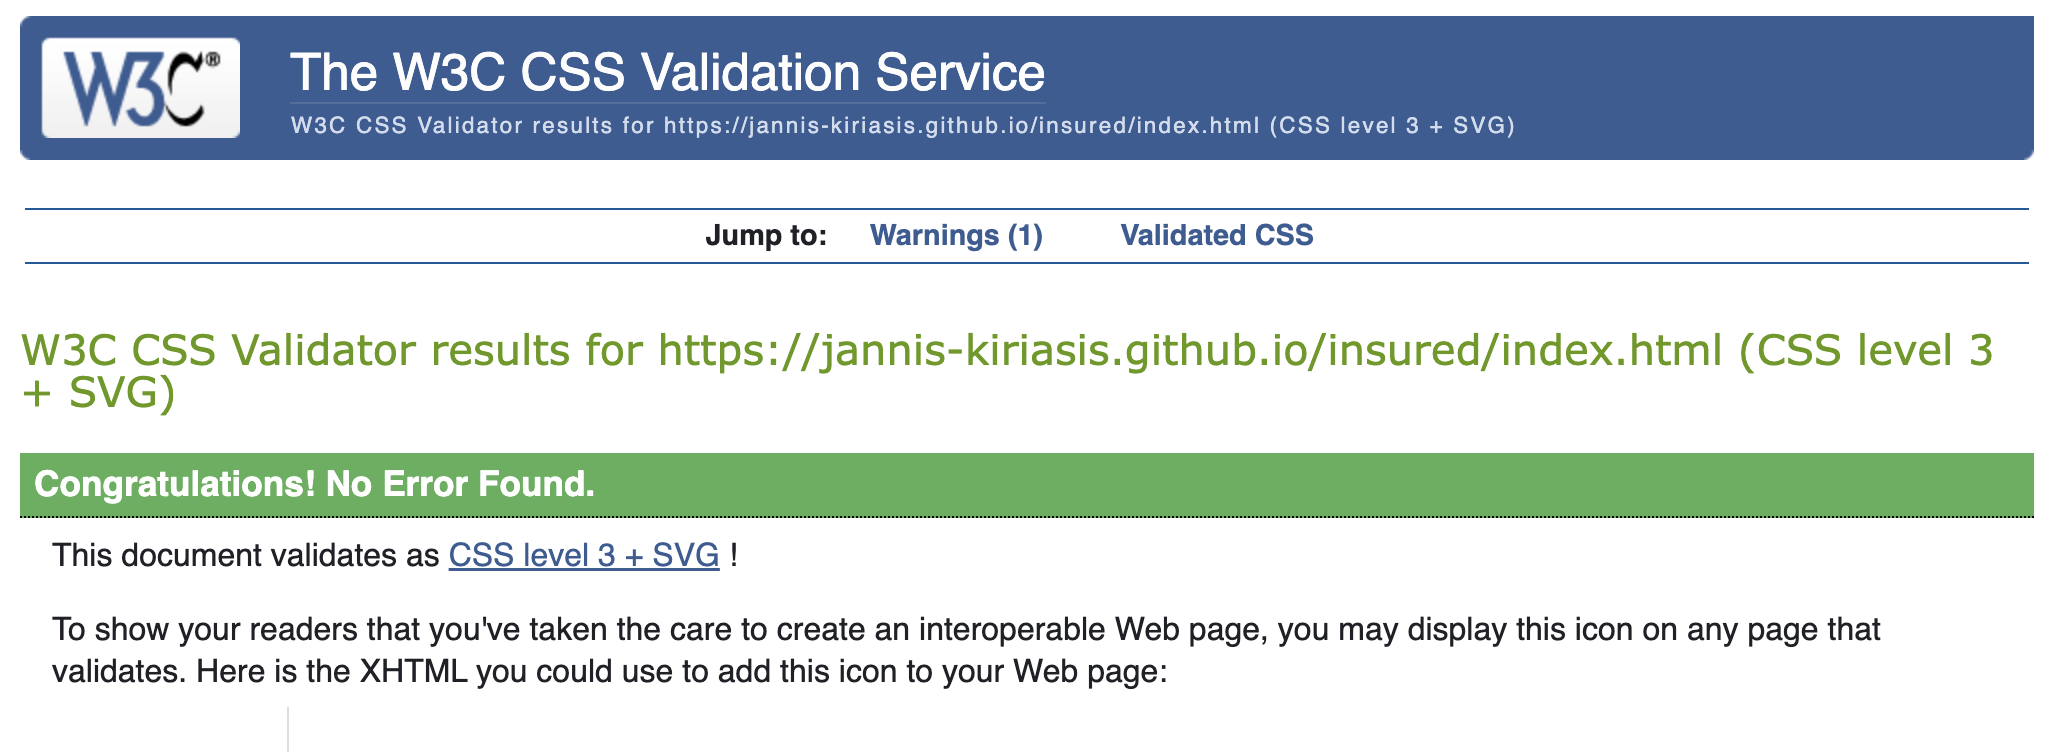 W3C®
The W3C CSS Validation Service
W3C CSS Validator results for https://jannis-kiriasis.github.io/insured/index.html (CSS level 3 + SVG)
Jump to: Warnings (1) Validated CSS
W3C CSS Validator results for https://jannis-kiriasis.github.io/insured/index.html (CSS level 3
+ SVG)
Congratulations! No Error Found.
This document validates as CSS level 3 + SVG !
To show your readers that you've taken the care to create an interoperable Web page, you may display this icon on any page that
validates. Here is the XHTML you could use to add this icon to your Web page: